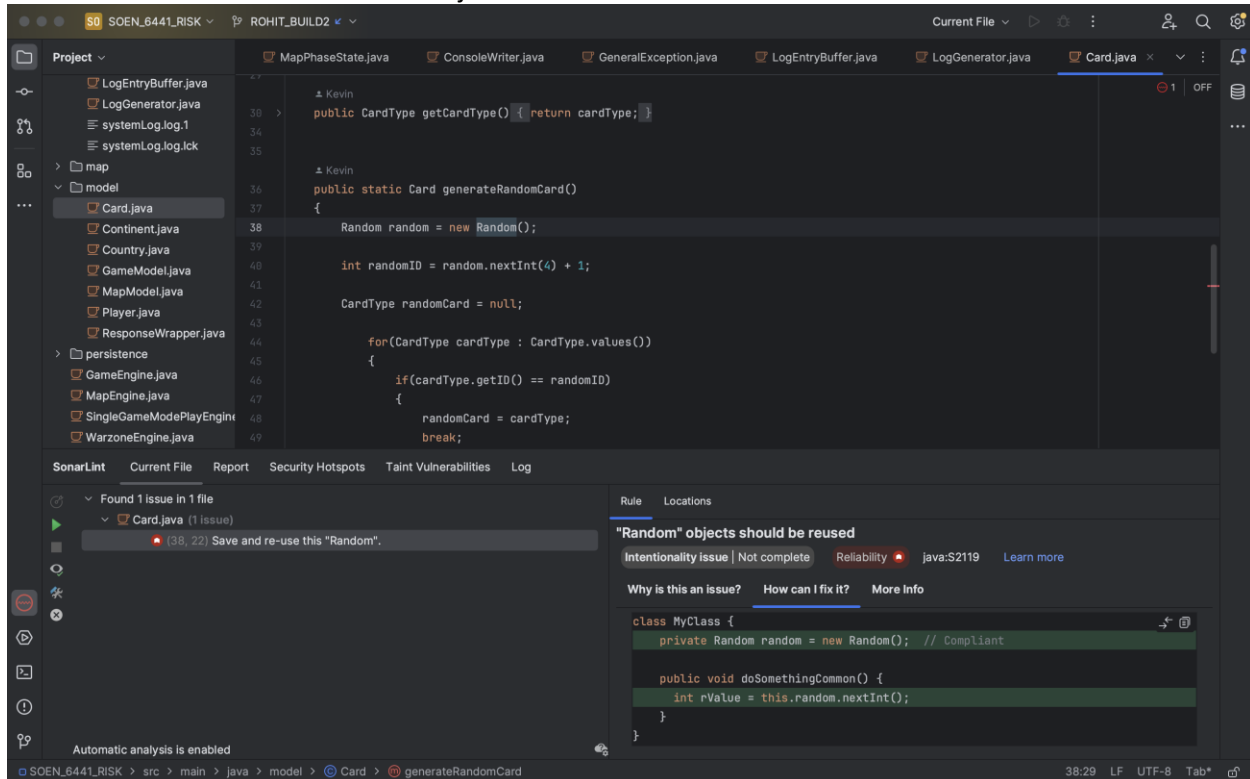 SO SOEN_6441_RISK ROHIT_BUILD2 Current File
Project MapPhaseState.java ConsoleWriter.java GeneralException.java LogEntryBuffer.java LogGenerator.java Card.java
LogEntryBuffer.java
LogGenerator.java
systemLog.log.1
systemLog.log.lck
map
model
Card.java
Continent.java
Country.java
GameModel.java
MapModel.java
Player.java
ResponseWrapper.java
persistence
GameEngine.java
MapEngine.java
SingleGameModePlayEngine
WarzoneEngine.java
1 OFF
Kevin
30 public CardType getCardType() { return cardType; }
34
35
Kevin
36 public static Card generateRandomCard()
37 {
38 Random random = new Random();
39
40 int randomID = random.nextInt(4) + 1;
41
42 CardType randomCard = null;
43
44 for(CardType cardType : CardType.values())
45 {
46 if(cardType.getID() == randomID)
47 {
48 randomCard = cardType;
49 break;
SonarLint Current File Report Security Hotspots Taint Vulnerabilities Log
Found 1 issue in 1 file
Card.java (1 issue)
(38, 22) Save and re-use this "Random".
Automatic analysis is enabled
Rule Locations
"Random" objects should be reused
Intentionality issue | Not complete Reliability java:S2119 Learn more
Why is this an issue? How can I fix it? More Info
class MyClass {
private Random random = new Random(); // Compliant
public void doSomethingCommon() {
int rValue = this.random.nextInt();
}
}
SOEN_6441_RISK > src > main > java > model > Card > generateRandomCard 38:29 LF UTF-8 Tab*